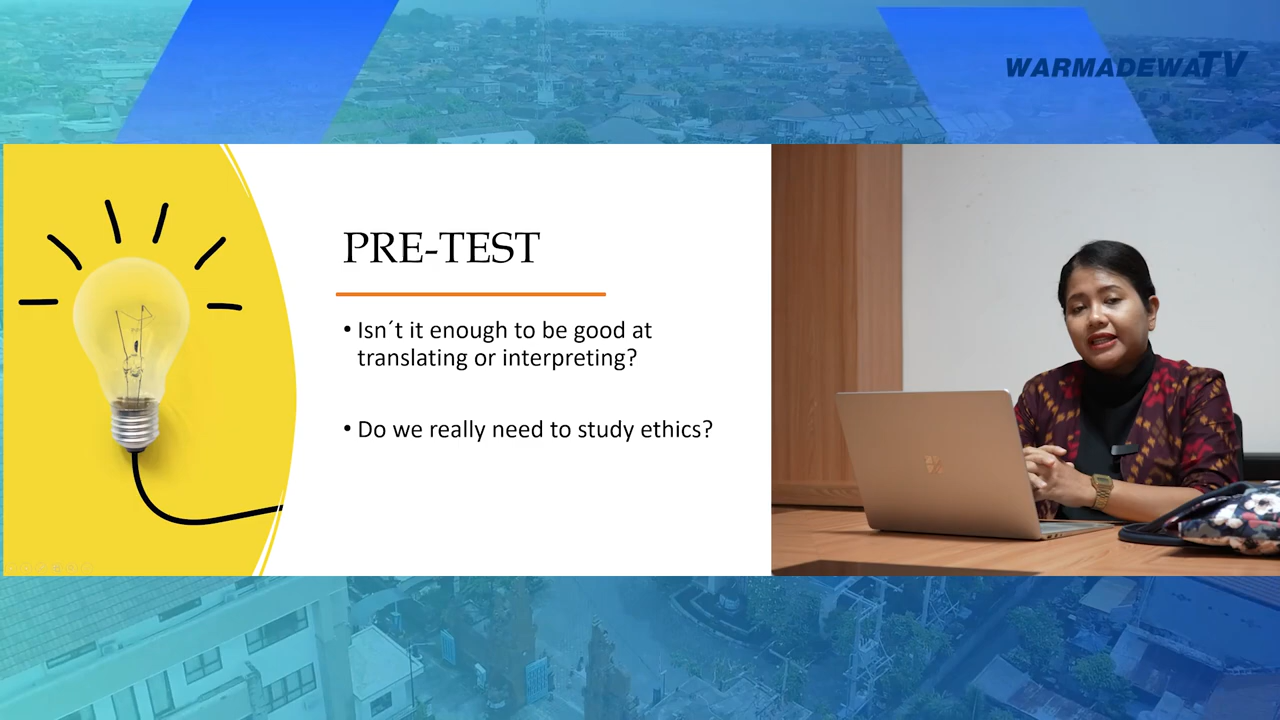 WARMADEWATV
PRE-TEST
• Isn´t it enough to be good at
translating or interpreting?
• Do we really need to study ethics?